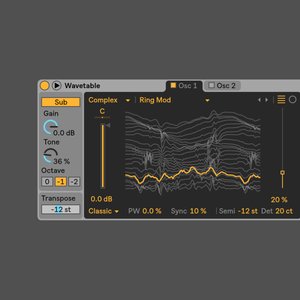 Wavetable
Osc 1
Osc 2
Sub
Complex
Ring Mod
Gain
C
0.0 dB
Tone
36 %
Octave
0 -1 -2
0.0 dB
20 %
Transpose
-12 st
Classic
PW 0.0 %
Sync 10 %
Semi -12 st
Det 20 ct